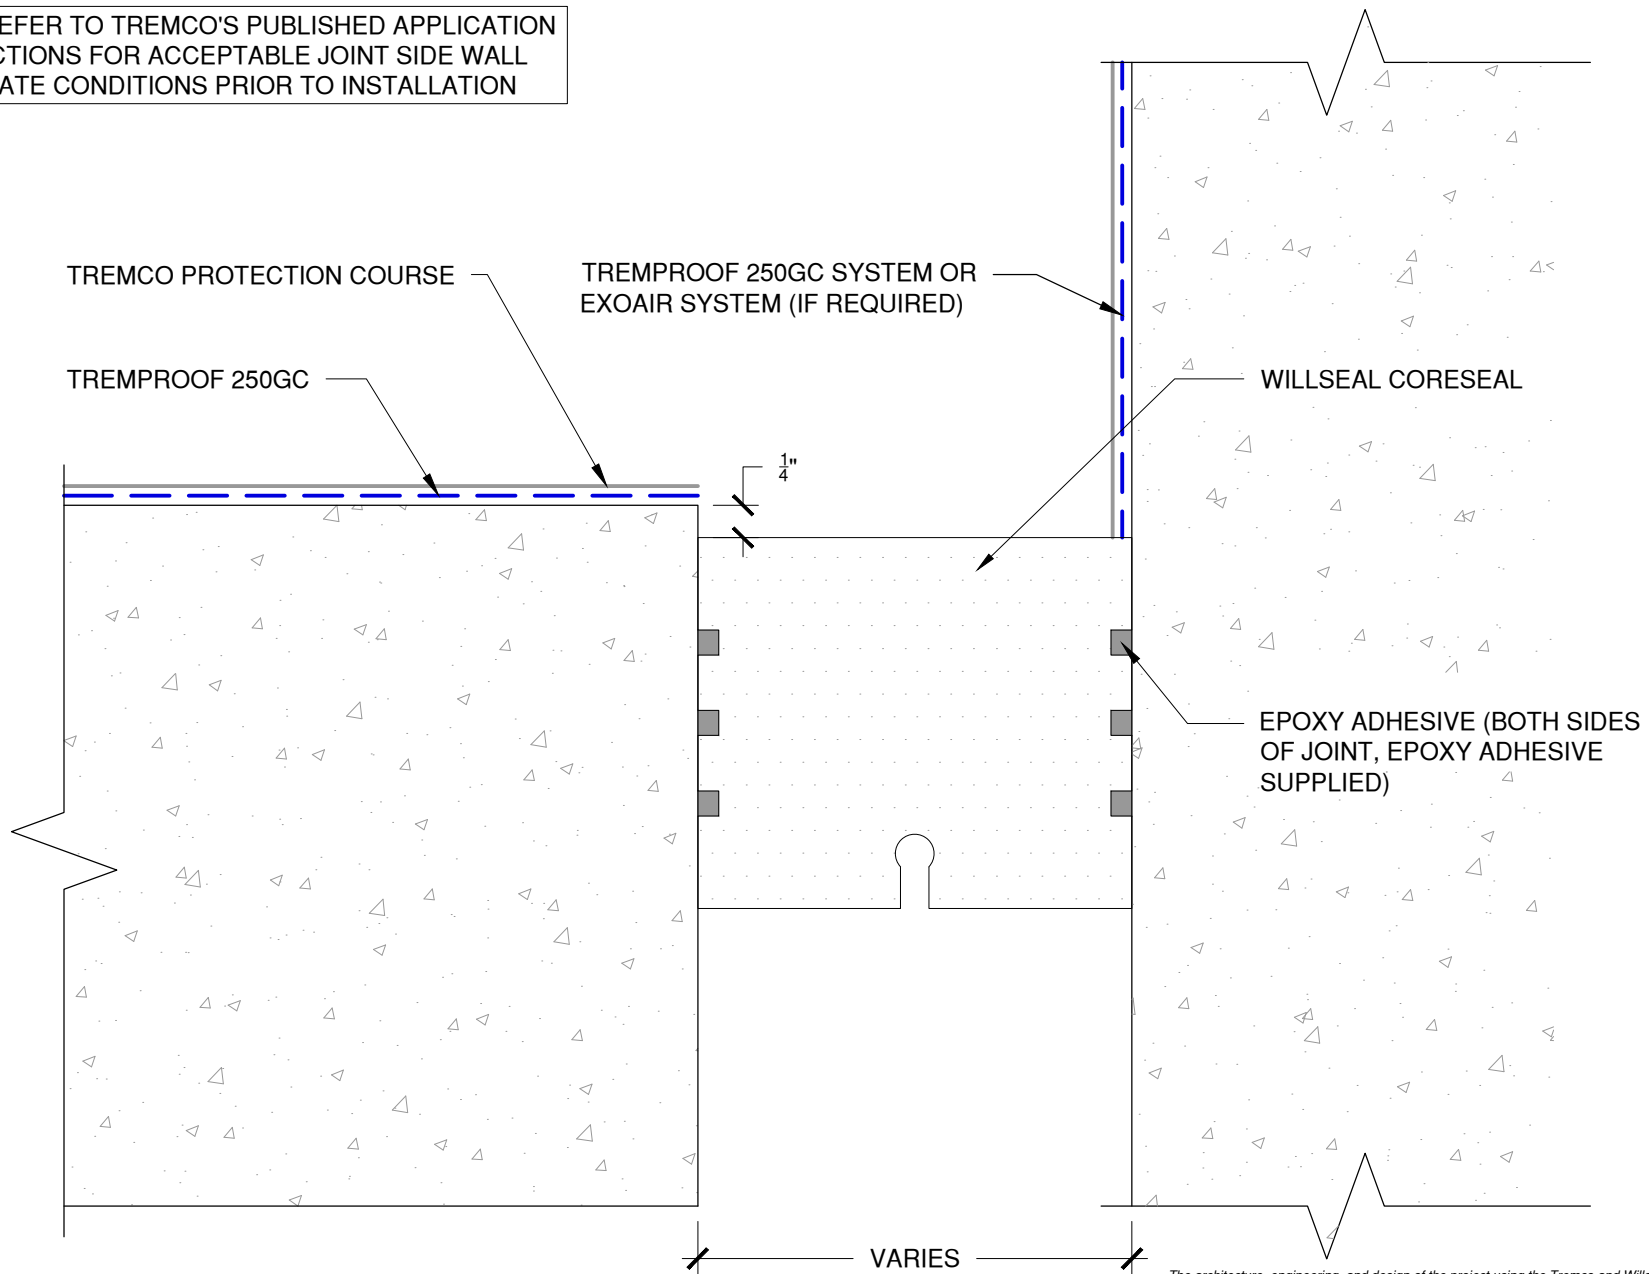 EFER TO TREMCO'S PUBLISHED APPLICATION
CTIONS FOR ACCEPTABLE JOINT SIDE WALL
ATE CONDITIONS PRIOR TO INSTALLATION
TREMCO PROTECTION COURSE
TREMPROOF 250GC SYSTEM OR
EXOAIR SYSTEM (IF REQUIRED)
TREMPROOF 250GC
WILLSEAL CORESEAL
1/4"
EPOXY ADHESIVE (BOTH SIDES
OF JOINT, EPOXY ADHESIVE
SUPPLIED)
VARIES